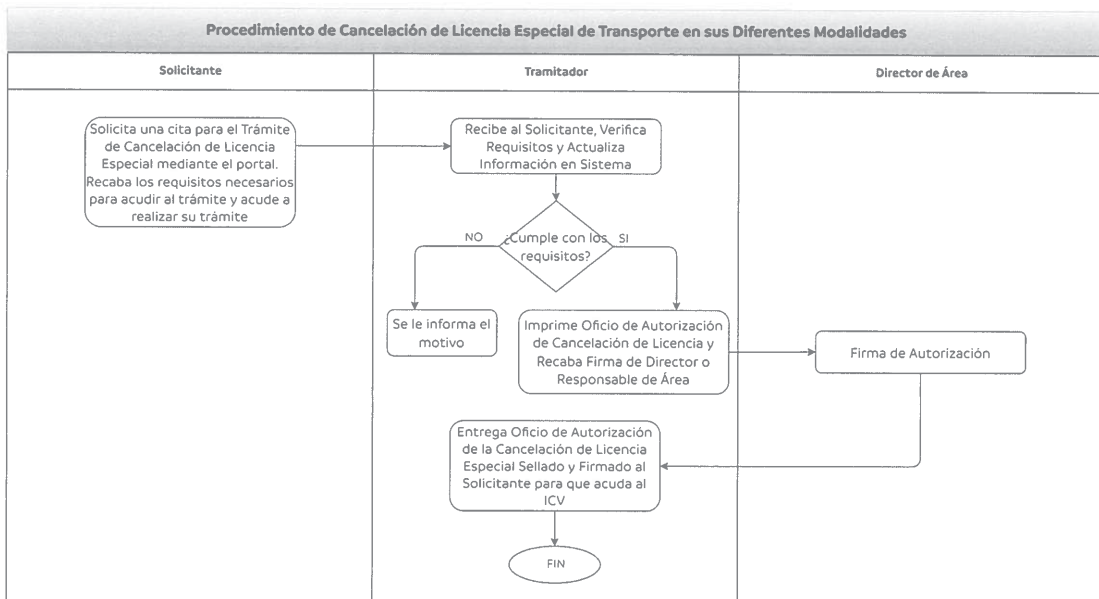 Procedimiento de Cancelación de Licencia Especial de Transporte en sus Diferentes Modalidades
Solicitante
Tramitador
Director de Área
Solicita una cita para el Trámite
de Cancelación de Licencia
Especial mediante el portal.
Recaba los requisitos necesarios
para acudir al trámite y acude a
realizar su trámite
Recibe al Solicitante, Verifica
Requisitos y Actualiza
Información en Sistema
¿Cumple con los
requisitos?
NO
SI
Se le informa el
motivo
Imprime Oficio de Autorización
de Cancelación de Licencia y
Recaba Firma de Director o
Responsable de Área
Firma de Autorización
Entrega Oficio de Autorización
de la Cancelación de Licencia
Especial Sellado y Firmado al
Solicitante para que acuda al
ICV
FIN